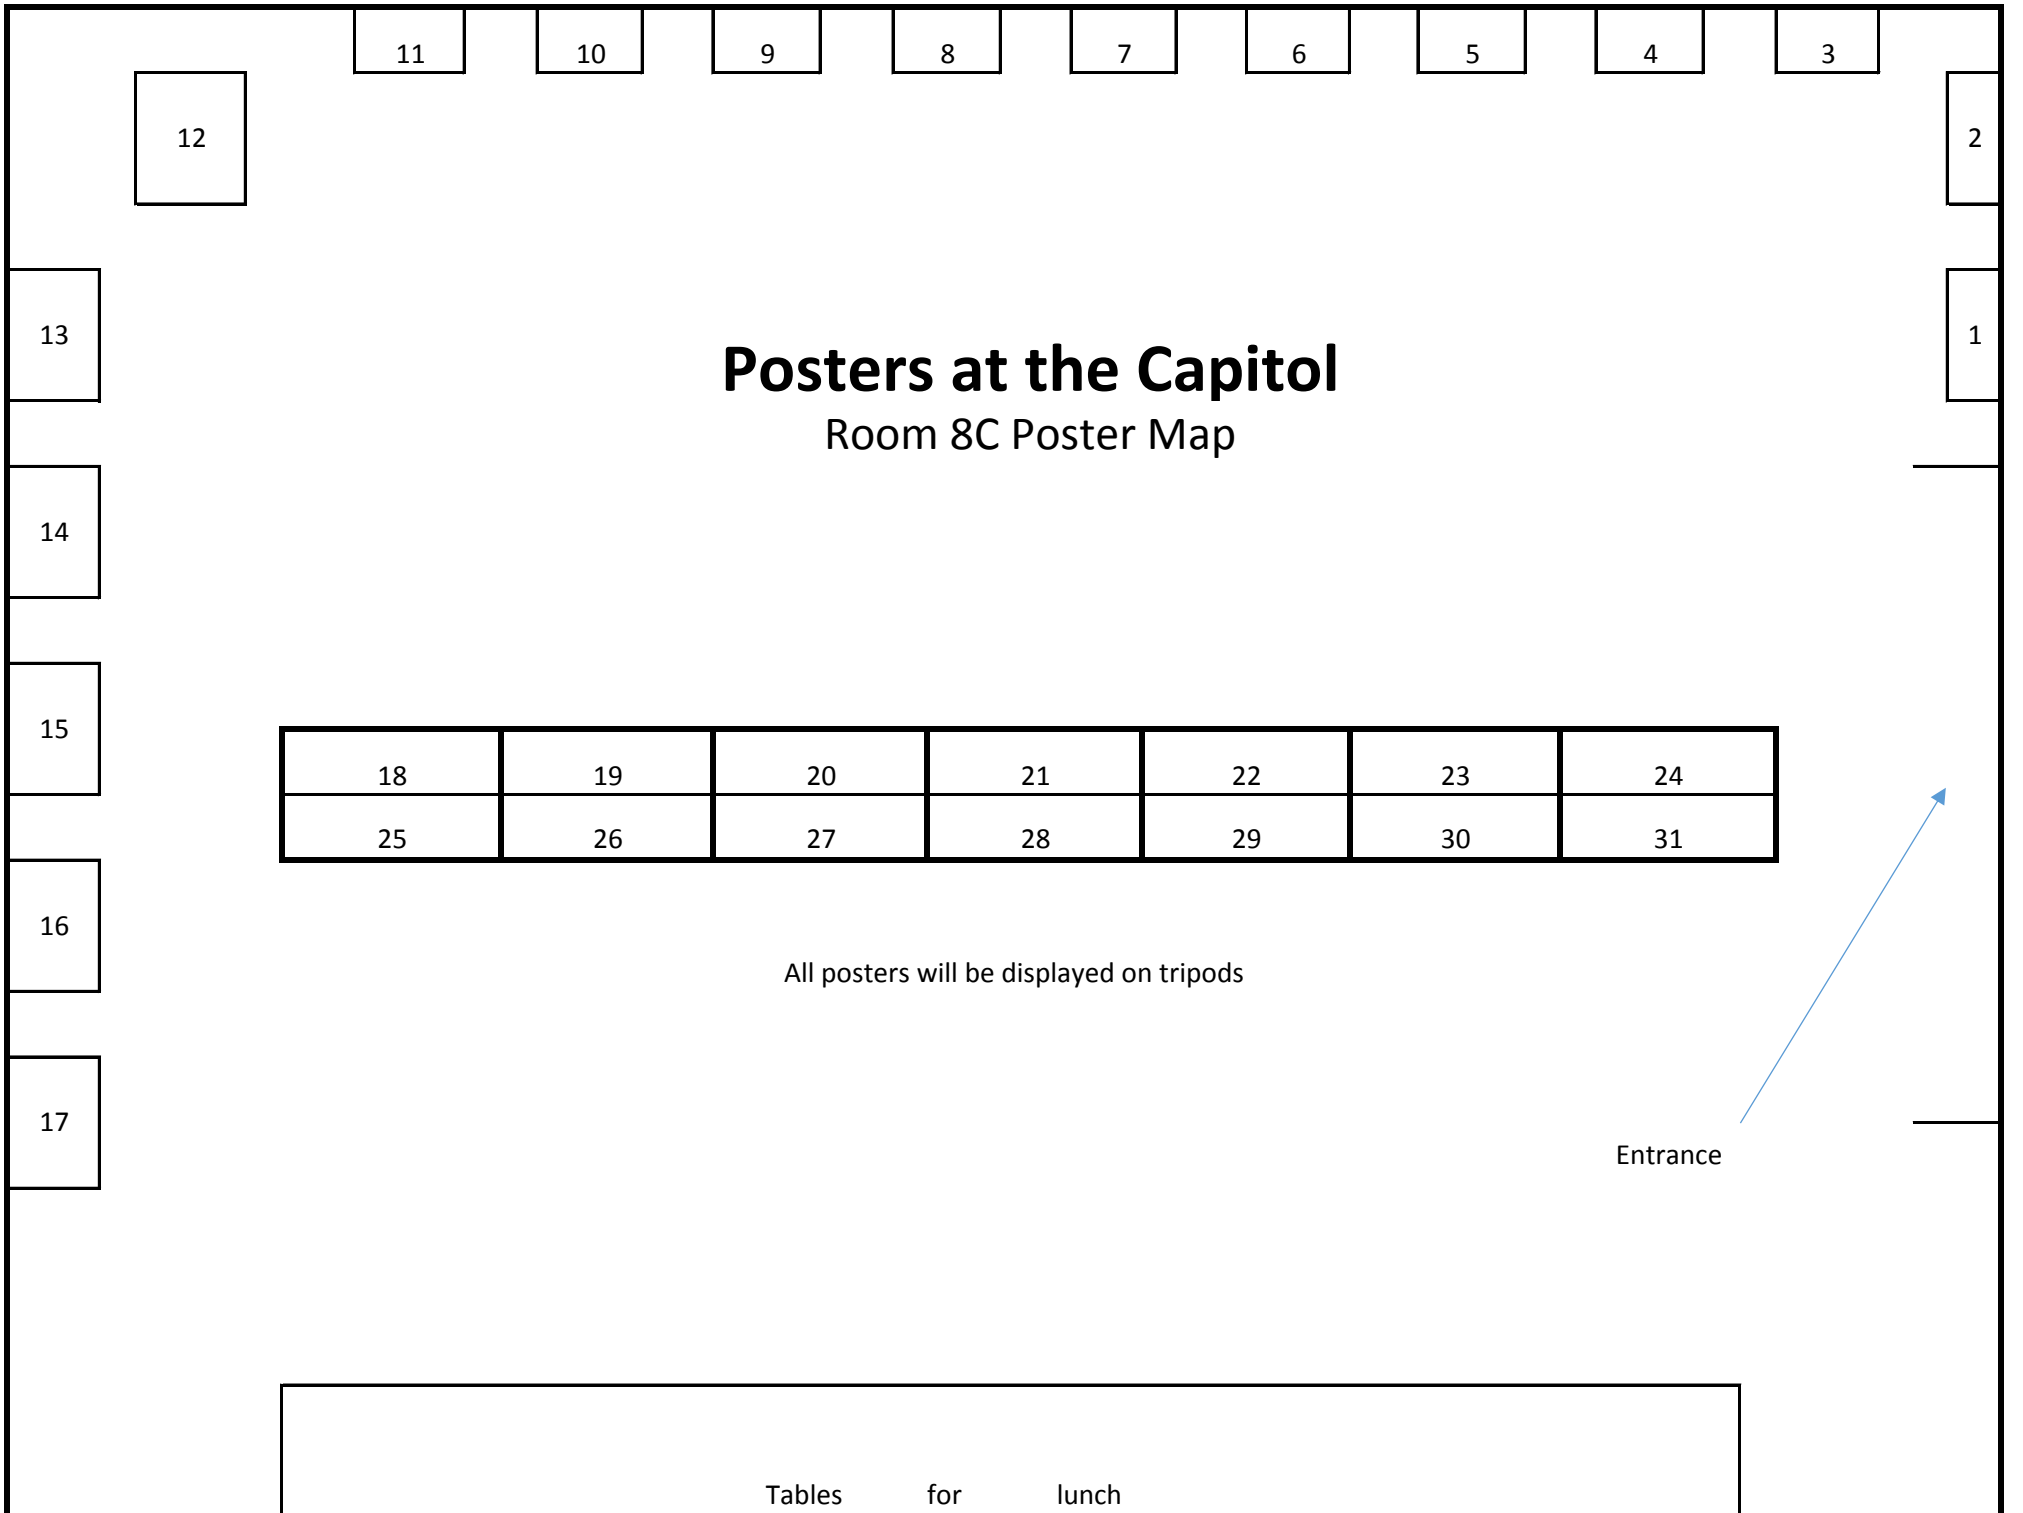 11 10 9 8 7 6 5 4 3
12 2
13 1
Posters at the Capitol
Room 8C Poster Map
14
15
18 19 20 21 22 23 24
25 26 27 28 29 30 31
16
All posters will be displayed on tripods
17
Entrance
Tables for lunch